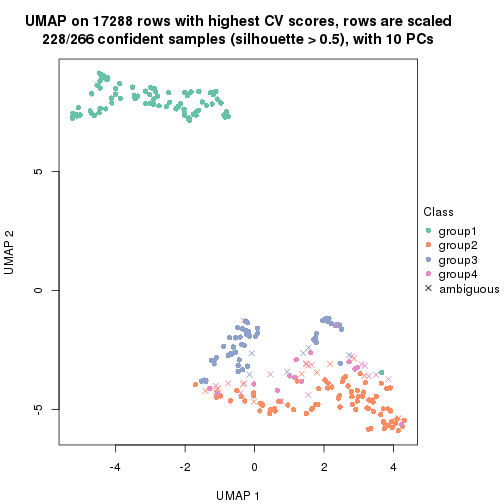 UMAP on 17288 rows with highest CV scores, rows are scaled
228/266 confident samples (silhouette > 0.5), with 10 PCs
5
0
-5
UMAP 2
-4
-2
0
2
4
UMAP 1
Class
group1
group2
group3
group4
ambiguous